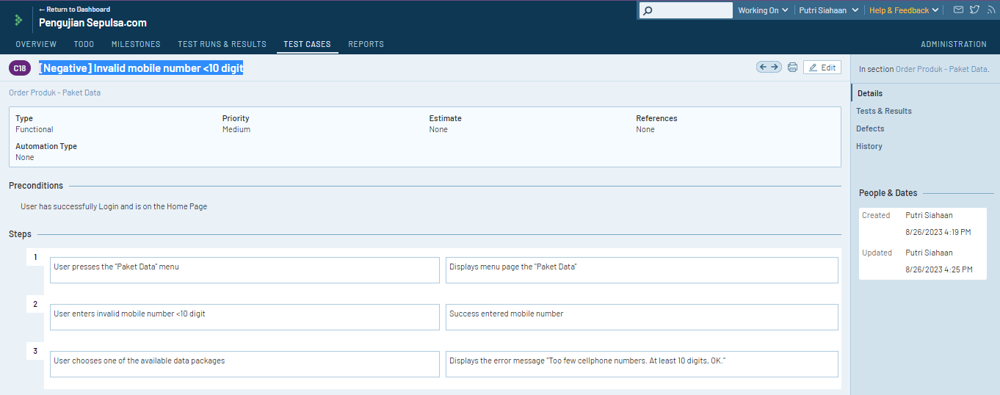 ← Return to Dashboard
Pengujian Sepulsa.com
Working On
Putri Siahaan
Help & Feedback
OVERVIEW TODO MILESTONES TEST RUNS & RESULTS TEST CASES REPORTS ADMINISTRATION
C18 [Negative] Invalid mobile number <10 digit
← → Edit
Order Produk - Paket Data
Type Priority Estimate References
Functional Medium None None
Automation Type
None
Preconditions
User has successfully Login and is on the Home Page
Steps
1
User presses the "Paket Data" menu
Displays menu page the "Paket Data"
2
User enters invalid mobile number <10 digit
Success entered mobile number
3
User chooses one of the available data packages
Displays the error message "Too few cellphone numbers. At least 10 digits, OK."
In section Order Produk - Paket Data.
Details
Tests & Results
Defects
History
People & Dates
Created Putri Siahaan
8/26/2023 4:19 PM
Updated Putri Siahaan
8/26/2023 4:25 PM